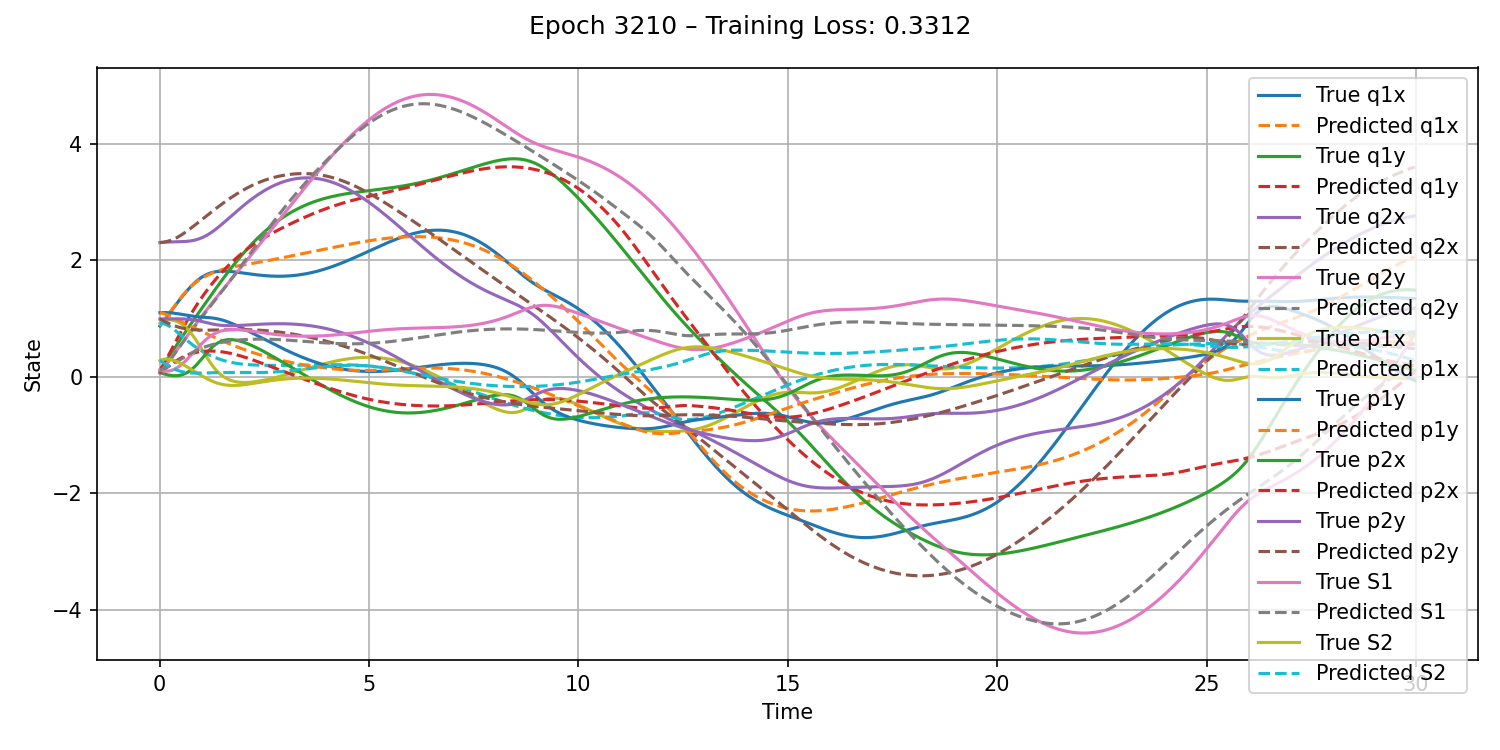 Epoch 3210 – Training Loss: 0.3312
State
4
2
0
−2
−4
0
5
10
15
20
25
30
Time
True q1x
Predicted q1x
True q1y
Predicted q1y
True q2x
Predicted q2x
True q2y
Predicted q2y
True p1x
Predicted p1x
True p1y
Predicted p1y
True p2x
Predicted p2x
True p2y
Predicted p2y
True S1
Predicted S1
True S2
Predicted S2